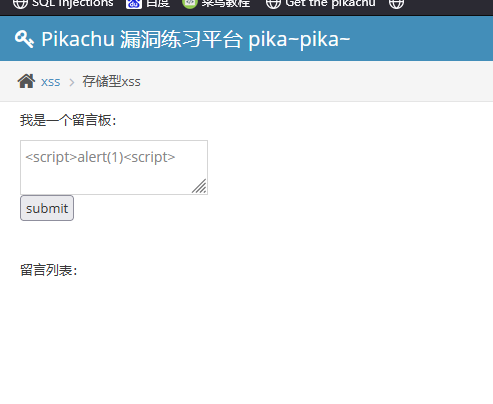 SQL Injections 百度 菜鸟教程 Get the pikachu
Pikachu 漏洞练习平台 pika~pika~
xss › 存储型xss
我是一个留言板：
<script>alert(1)<script>
submit
留言列表：